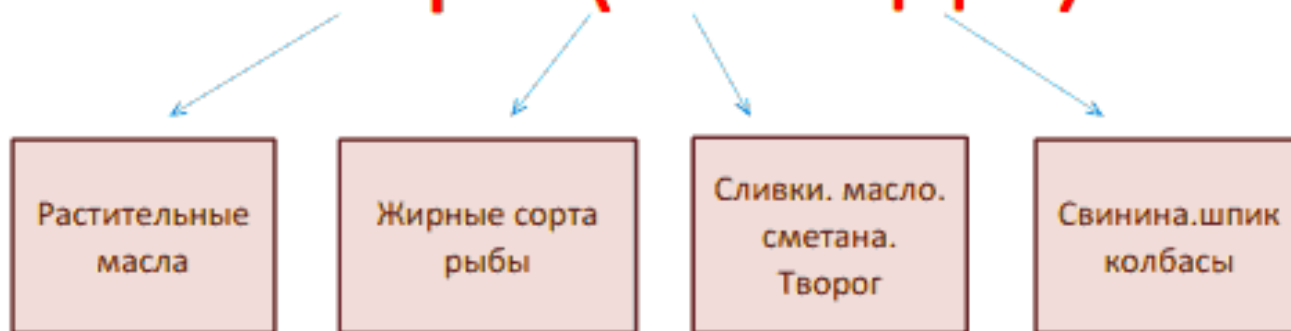 Растительные
масла
Жирные сорта
рыбы
Сливки. масло.
сметана.
Творог
Свинина.шпик
колбасы